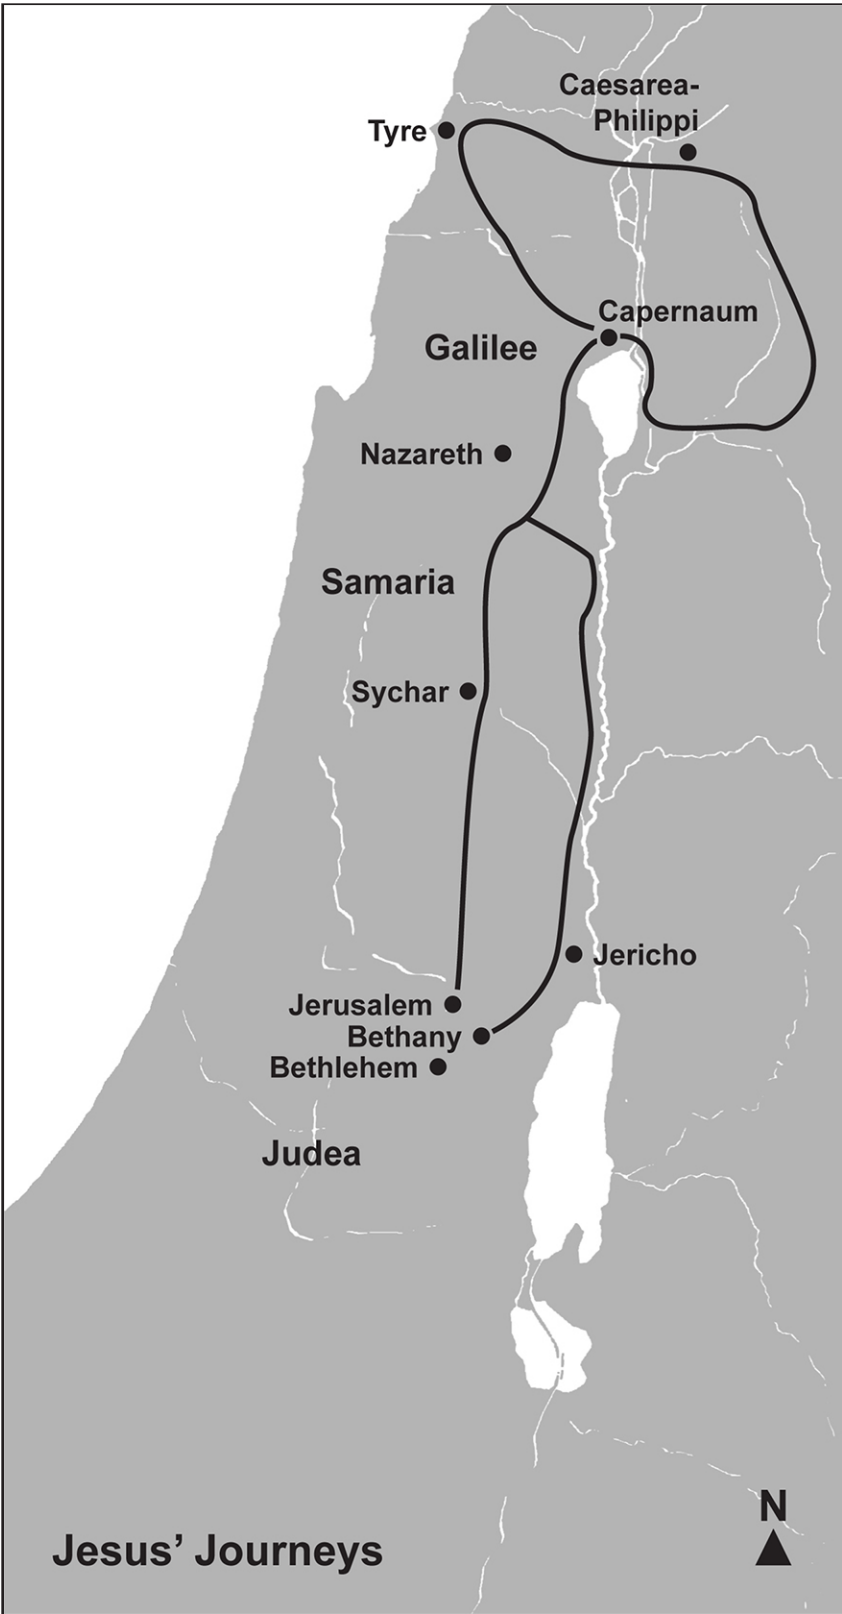 Caesarea-
Philippi
Tyre
Capernaum
Galilee
Nazareth
Samaria
Sychar
Jericho
Jerusalem
Bethany
Bethlehem
Judea
N
Jesus’ Journeys